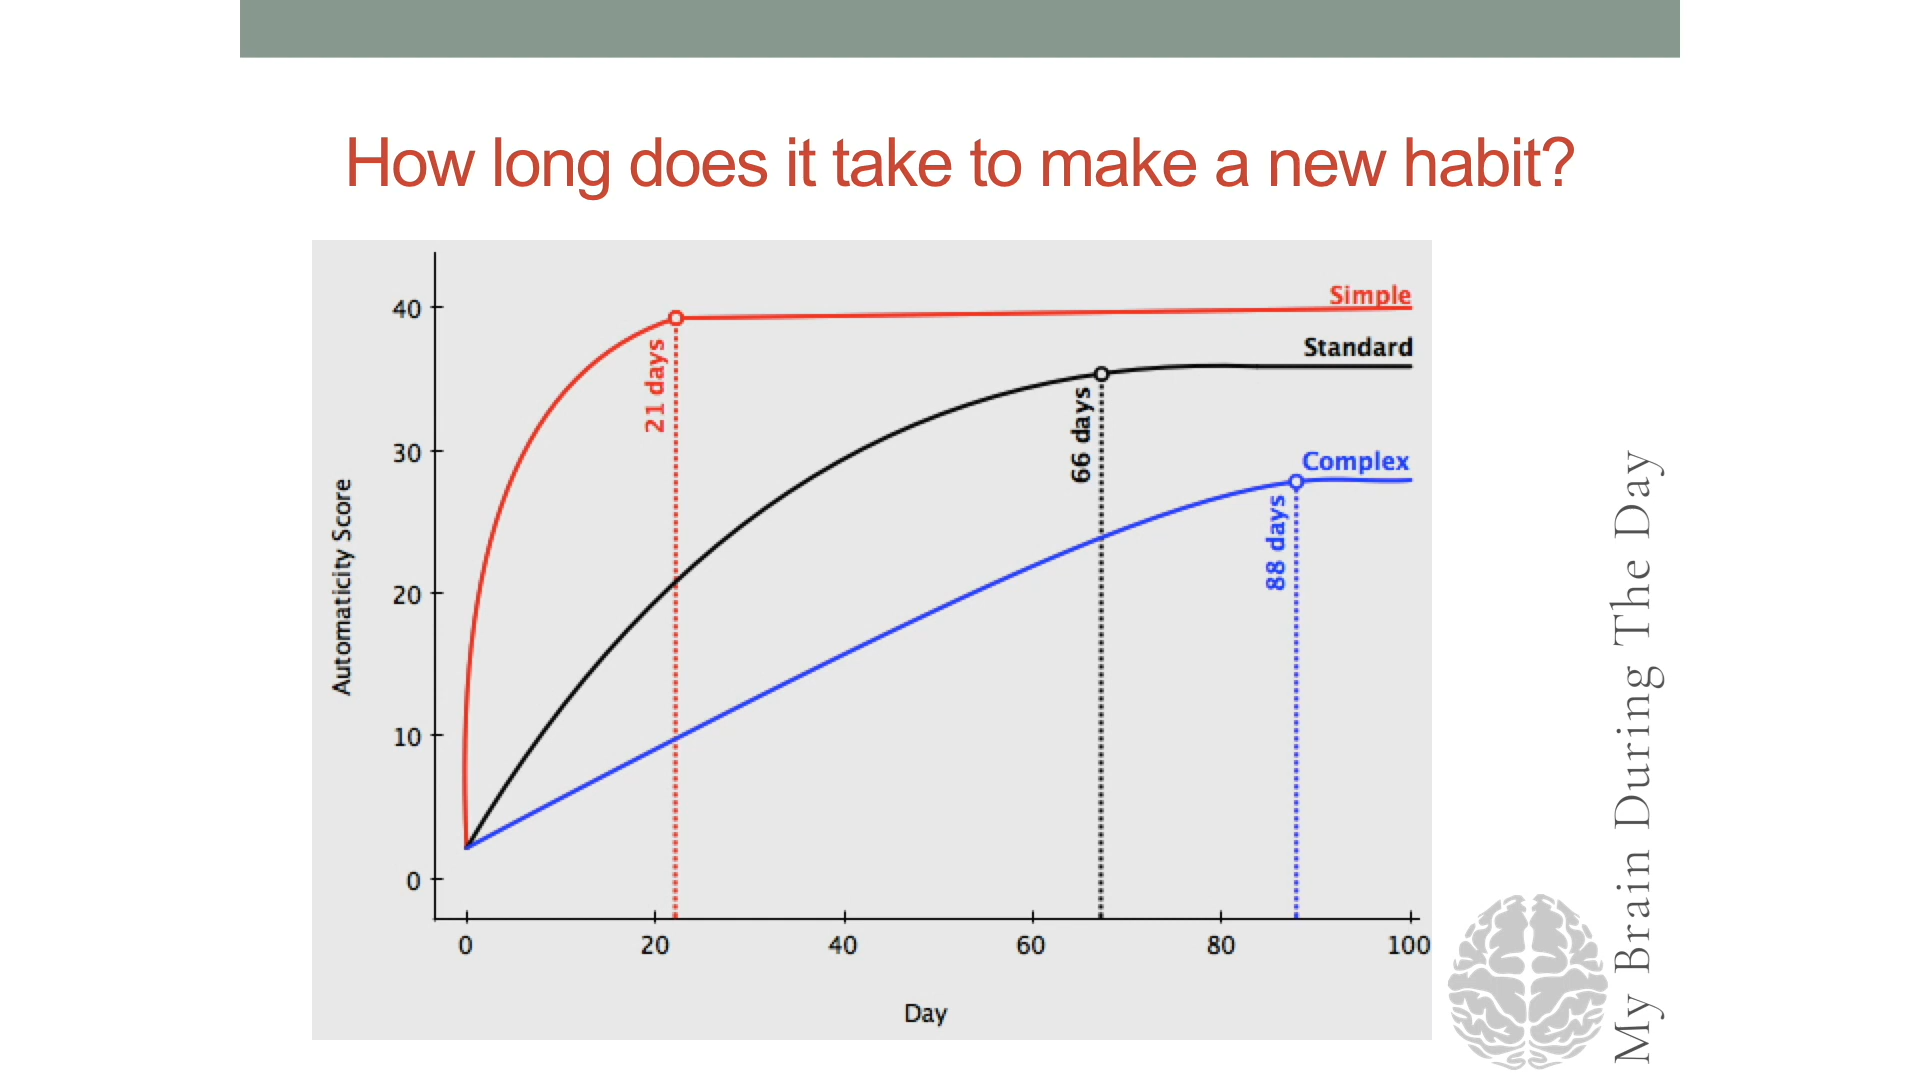 How long does it take to make a new habit?
Simple
Standard
Complex
21 days
66 days
88 days
Automaticity Score
40
30
20
10
0
0 20 40 60 80 100
Day
My Brain During The Day